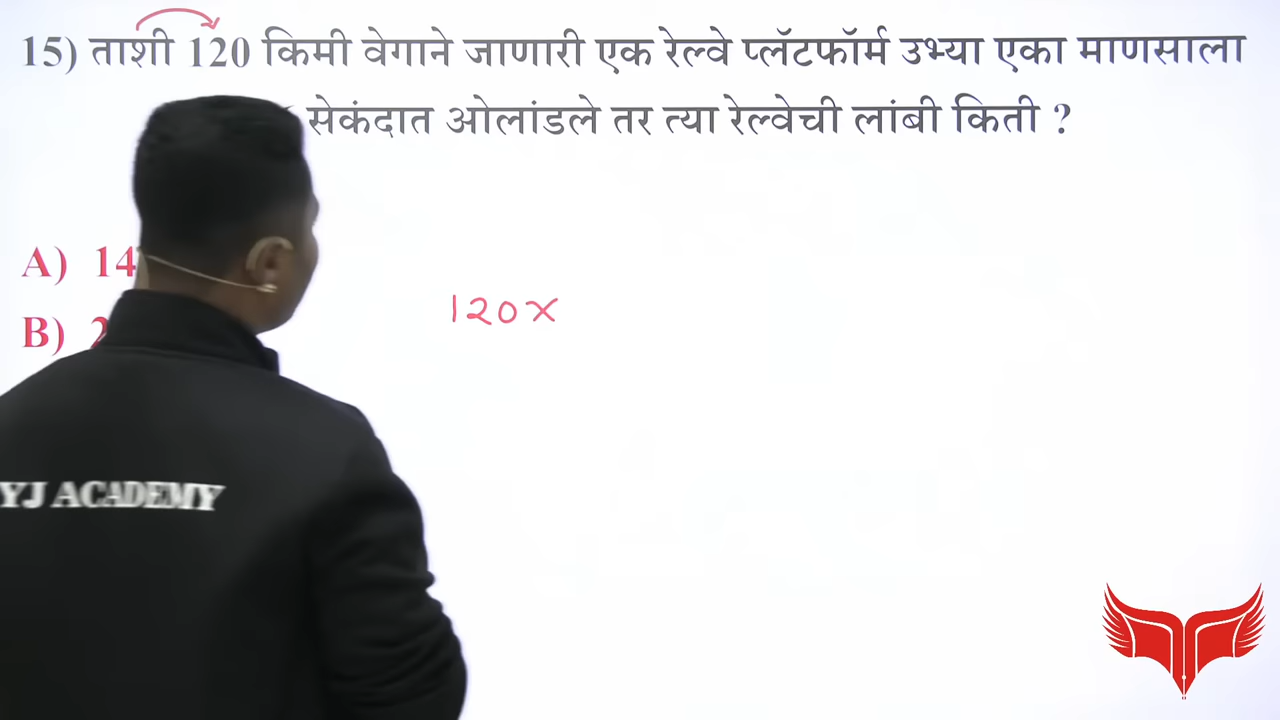 15) ताशी 120 किमी वेगाने जाणारी एक रेल्वे प्लॅटफॉर्म उभ्या एका माणसाला
सेकंदात ओलांडले तर त्या रेल्वेची लांबी किती ?
A) 14
B) 2
120×
YJ ACADEMY